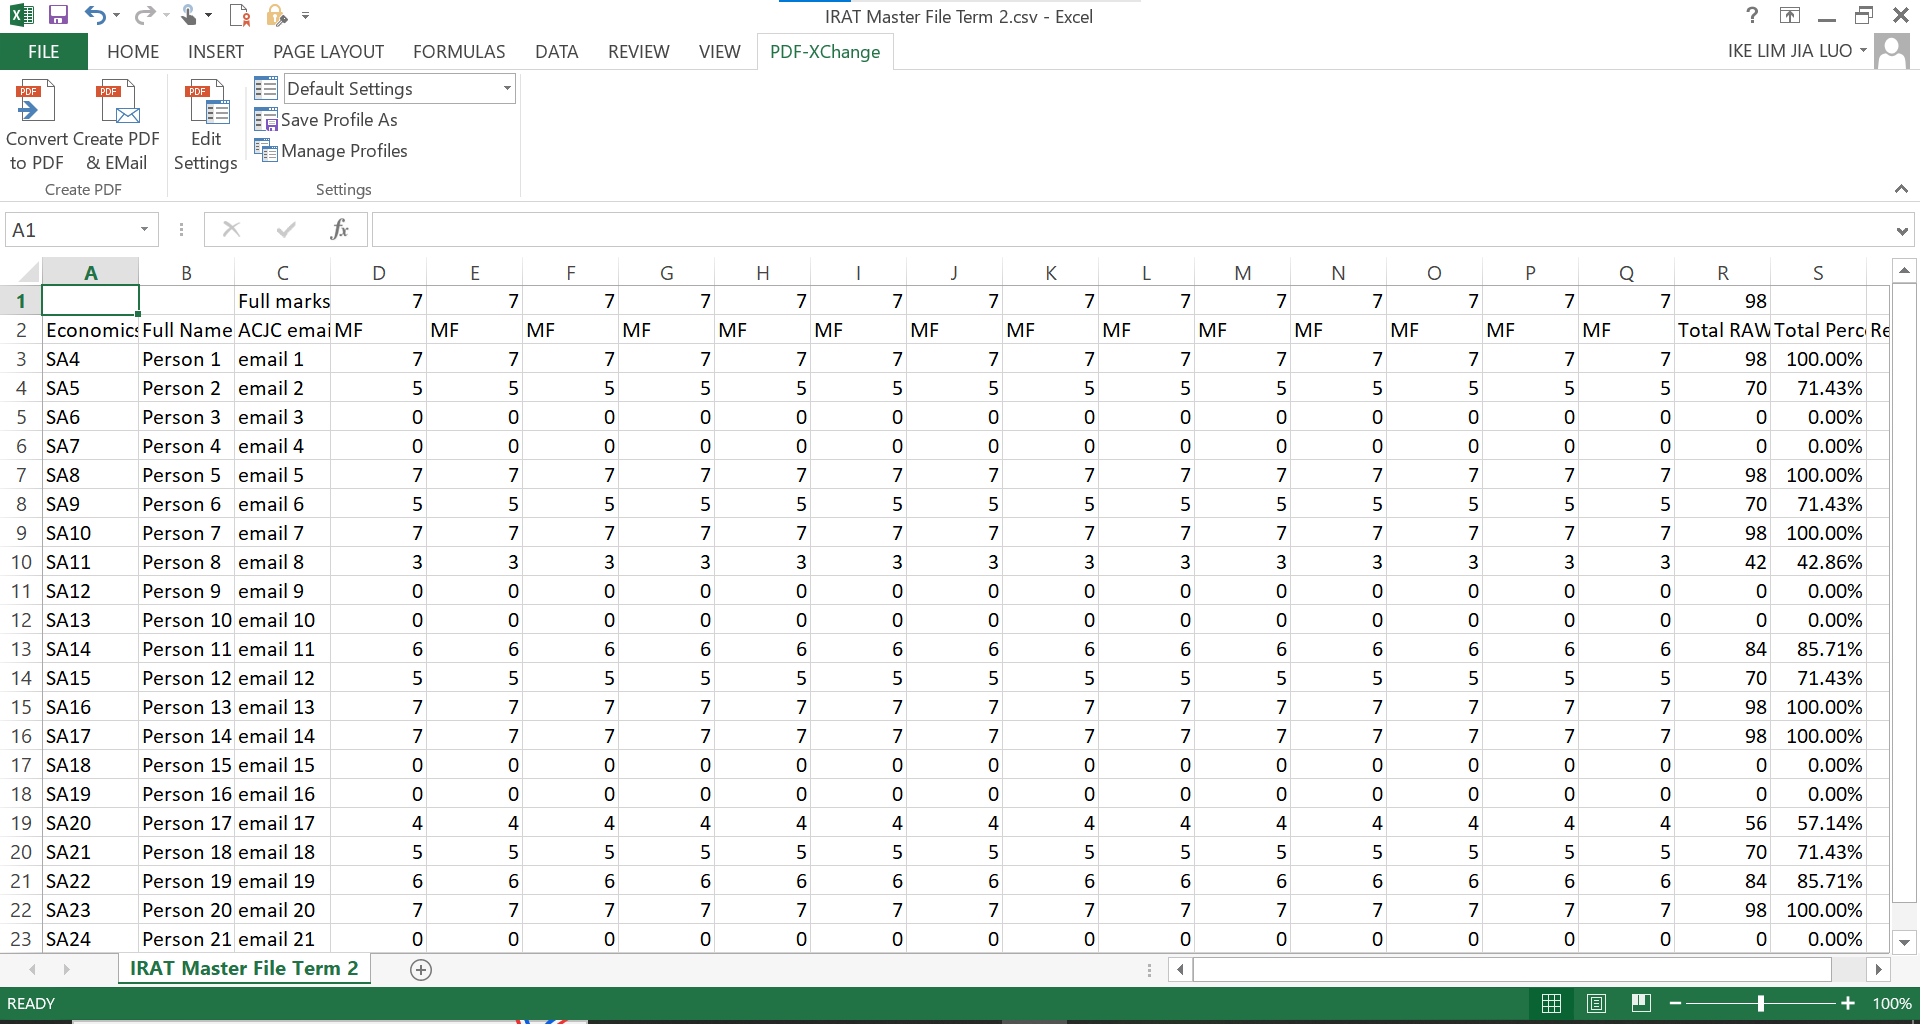 IRAT Master File Term 2.csv - Excel
?
FILE HOME INSERT PAGE LAYOUT FORMULAS DATA REVIEW VIEW PDF-XChange IKE LIM JIA LUO
PDF PDF PDF
Convert to PDF
Create PDF & EMail
Edit Settings
Default Settings
Save Profile As
Manage Profiles
Create PDF Settings
A1 fx
A B C D E F G H I J K L M N O P Q R S
1 Full marks 7 7 7 7 7 7 7 7 7 7 7 7 7 7 98
2 Economics Full Name ACJC emai MF MF MF MF MF MF MF MF MF MF MF MF MF MF Total RAW Total Perc Re
3 SA4 Person 1 email 1 7 7 7 7 7 7 7 7 7 7 7 7 7 7 98 100.00%
4 SA5 Person 2 email 2 5 5 5 5 5 5 5 5 5 5 5 5 5 5 70 71.43%
5 SA6 Person 3 email 3 0 0 0 0 0 0 0 0 0 0 0 0 0 0 0 0.00%
6 SA7 Person 4 email 4 0 0 0 0 0 0 0 0 0 0 0 0 0 0 0 0.00%
7 SA8 Person 5 email 5 7 7 7 7 7 7 7 7 7 7 7 7 7 7 98 100.00%
8 SA9 Person 6 email 6 5 5 5 5 5 5 5 5 5 5 5 5 5 5 70 71.43%
9 SA10 Person 7 email 7 7 7 7 7 7 7 7 7 7 7 7 7 7 7 98 100.00%
10 SA11 Person 8 email 8 3 3 3 3 3 3 3 3 3 3 3 3 3 3 42 42.86%
11 SA12 Person 9 email 9 0 0 0 0 0 0 0 0 0 0 0 0 0 0 0 0.00%
12 SA13 Person 10 email 10 0 0 0 0 0 0 0 0 0 0 0 0 0 0 0 0.00%
13 SA14 Person 11 email 11 6 6 6 6 6 6 6 6 6 6 6 6 6 6 84 85.71%
14 SA15 Person 12 email 12 5 5 5 5 5 5 5 5 5 5 5 5 5 5 70 71.43%
15 SA16 Person 13 email 13 7 7 7 7 7 7 7 7 7 7 7 7 7 7 98 100.00%
16 SA17 Person 14 email 14 7 7 7 7 7 7 7 7 7 7 7 7 7 7 98 100.00%
17 SA18 Person 15 email 15 0 0 0 0 0 0 0 0 0 0 0 0 0 0 0 0.00%
18 SA19 Person 16 email 16 0 0 0 0 0 0 0 0 0 0 0 0 0 0 0 0.00%
19 SA20 Person 17 email 17 4 4 4 4 4 4 4 4 4 4 4 4 4 4 56 57.14%
20 SA21 Person 18 email 18 5 5 5 5 5 5 5 5 5 5 5 5 5 5 70 71.43%
21 SA22 Person 19 email 19 6 6 6 6 6 6 6 6 6 6 6 6 6 6 84 85.71%
22 SA23 Person 20 email 20 7 7 7 7 7 7 7 7 7 7 7 7 7 7 98 100.00%
23 SA24 Person 21 email 21 0 0 0 0 0 0 0 0 0 0 0 0 0 0 0 0.00%
IRAT Master File Term 2
READY 100%